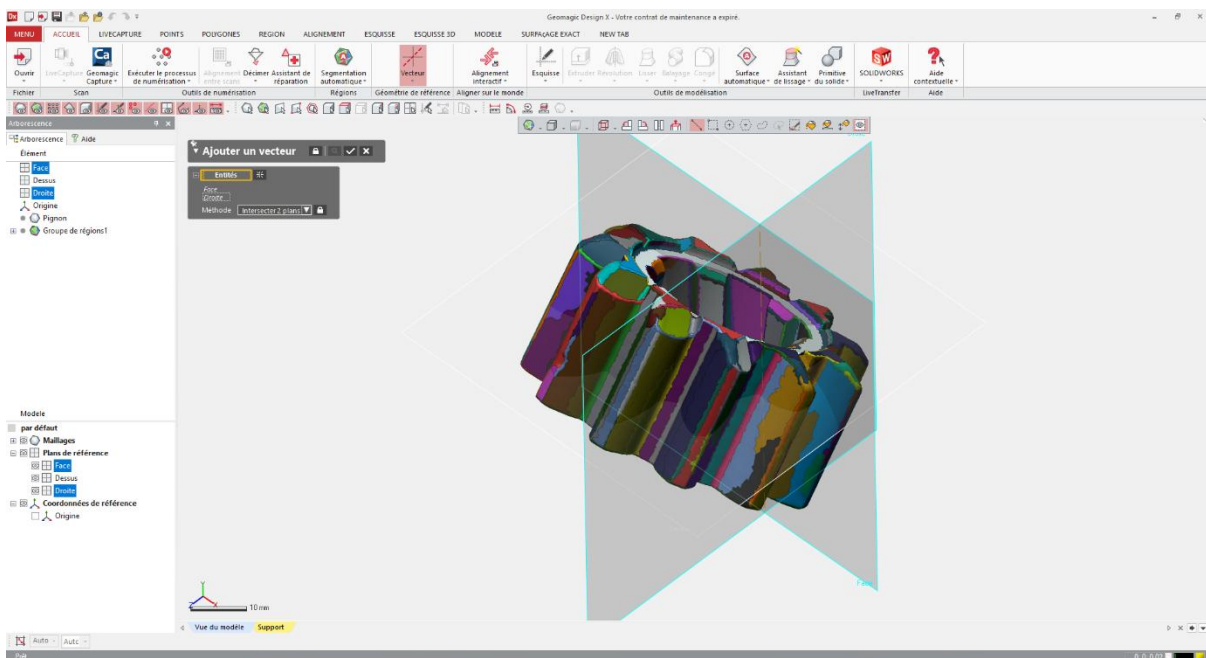 Geomagic Design X - Votre contrat de maintenance a expiré.
MENU ACCUEIL LIVECAPTURE POINTS POLYGONES REGION ALIGNEMENT ESQUISSE ESQUISSE 3D MODELE SURFAÇAGE EXACT NEW TAB
Ouvrir LiveCapture Geomagic Capture Exécuter le processus de numérisation Alignement entre scans Décimer Assistant de réparation Segmentation automatique Vecteur Alignement interactif Esquisse Extruder Révolution Lisser Balayage Congé Surface automatique Assistant de lissage Primitive du solide SOLIDWORKS Aide contextuelle
Fichier Scan Outils de numérisation Régions Géométrie de référence Aligner sur le monde Outils de modélisation LiveTransfer Aide
Arborescence
Arborescence Aide
Élément
Face
Dessus
Droite
Origine
Pignon
Groupe de régions1
Ajouter un vecteur
Entités
Face
Droite
Méthode Intersecter 2 plans
Modèle
par défaut
Maillages
Plans de référence
Face
Dessus
Droite
Coordonnées de référence
Origine
Y
Z X
10 mm
Vue du modèle Support
Auto Auto
Prêt